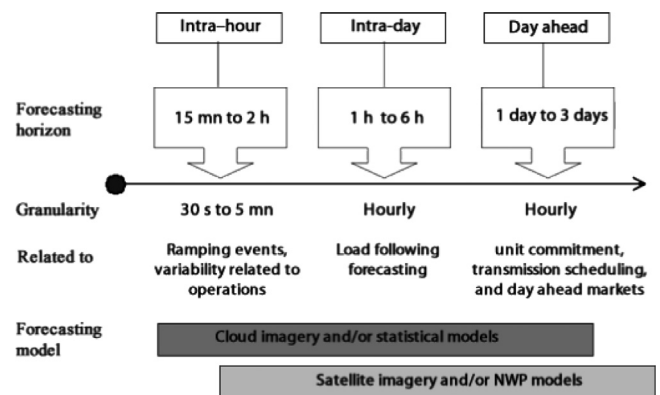 Intra–hour
Intra-day
Day ahead
Forecasting
horizon
15 mn to 2 h
1 h to 6 h
1 day to 3 days
Granularity
30 s to 5 mn
Hourly
Hourly
Related to
Ramping events,
variability related to
operations
Load following
forecasting
unit commitment,
transmission scheduling,
and day ahead markets
Forecasting
model
Cloud imagery and/or statistical models
Satellite imagery and/or NWP models